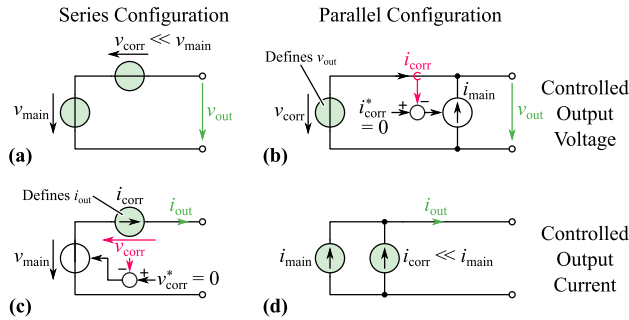 Series Configuration
Parallel Configuration
v_corr ≪ v_main
v_main
v_out
(a)
Defines v_out
i_corr
v_corr
i*_corr
= 0
+
−
i_main
v_out
(b)
Controlled
Output
Voltage
Defines i_out
i_corr
i_out
v_corr
v_main
−
+
v*_corr = 0
(c)
i_out
i_main
i_corr ≪ i_main
(d)
Controlled
Output
Current